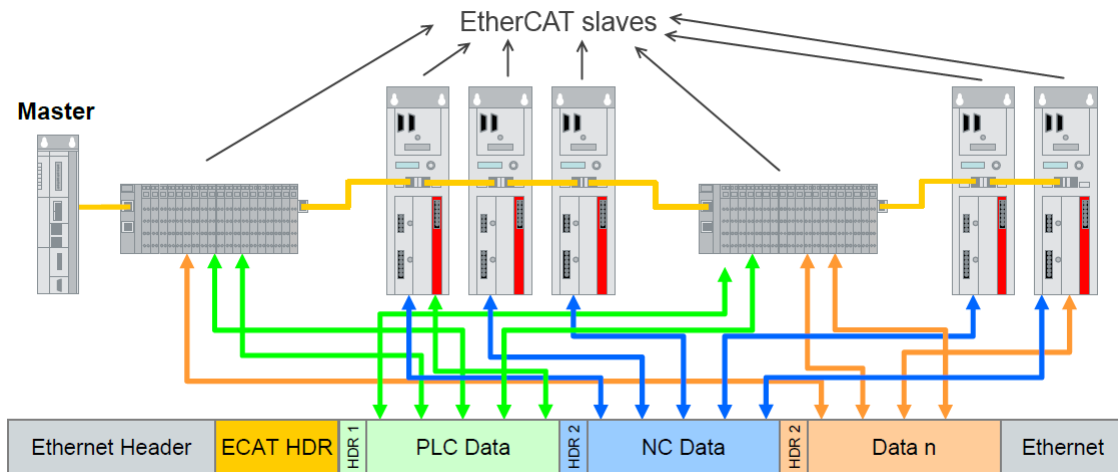 EtherCAT slaves
Master
Ethernet Header
ECAT HDR
HDR 1
PLC Data
HDR 2
NC Data
HDR 2
Data n
Ethernet